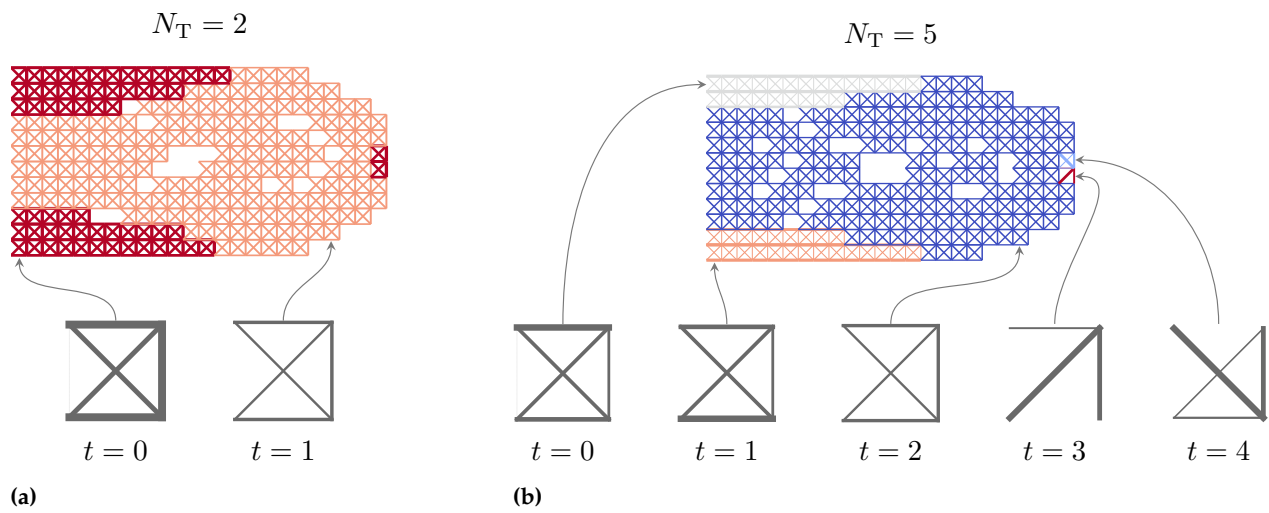 N_T = 2
N_T = 5
t = 0
t = 1
t = 0
t = 1
t = 2
t = 3
t = 4
(a)
(b)